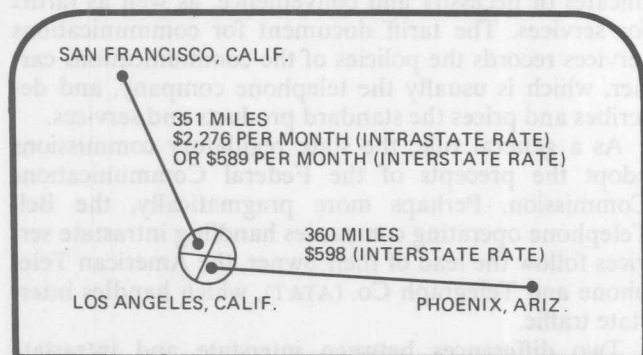 SAN FRANCISCO, CALIF.
351 MILES
$2,276 PER MONTH (INTRASTATE RATE)
OR $589 PER MONTH (INTERSTATE RATE)
360 MILES
$598 (INTERSTATE RATE)
LOS ANGELES, CALIF.
PHOENIX, ARIZ.